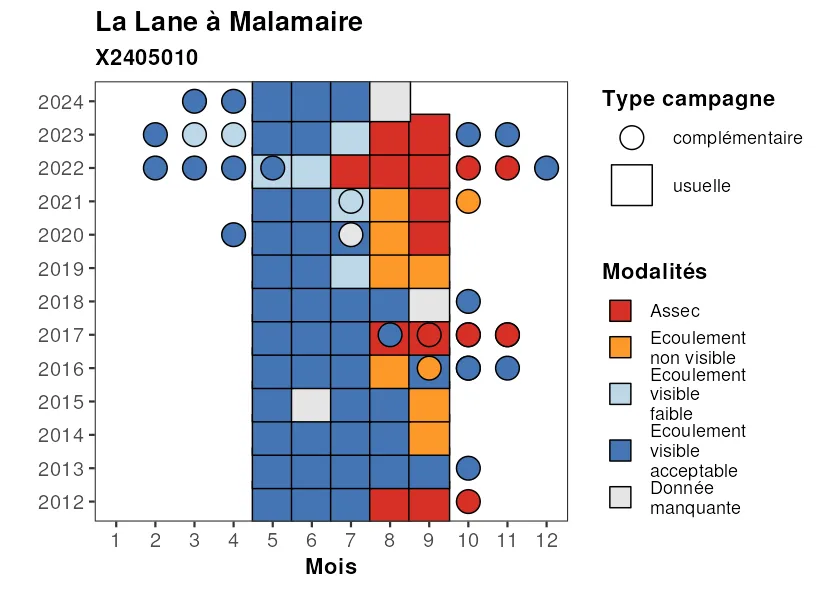 La Lane à Malamaire
X2405010
2024
2023
2022
2021
2020
2019
2018
2017
2016
2015
2014
2013
2012
1 2 3 4 5 6 7 8 9 10 11 12
Mois
Type campagne
complémentaire
usuelle
Modalités
Assec
Ecoulement
non visible
Ecoulement
visible
faible
Ecoulement
visible
acceptable
Donnée
manquante